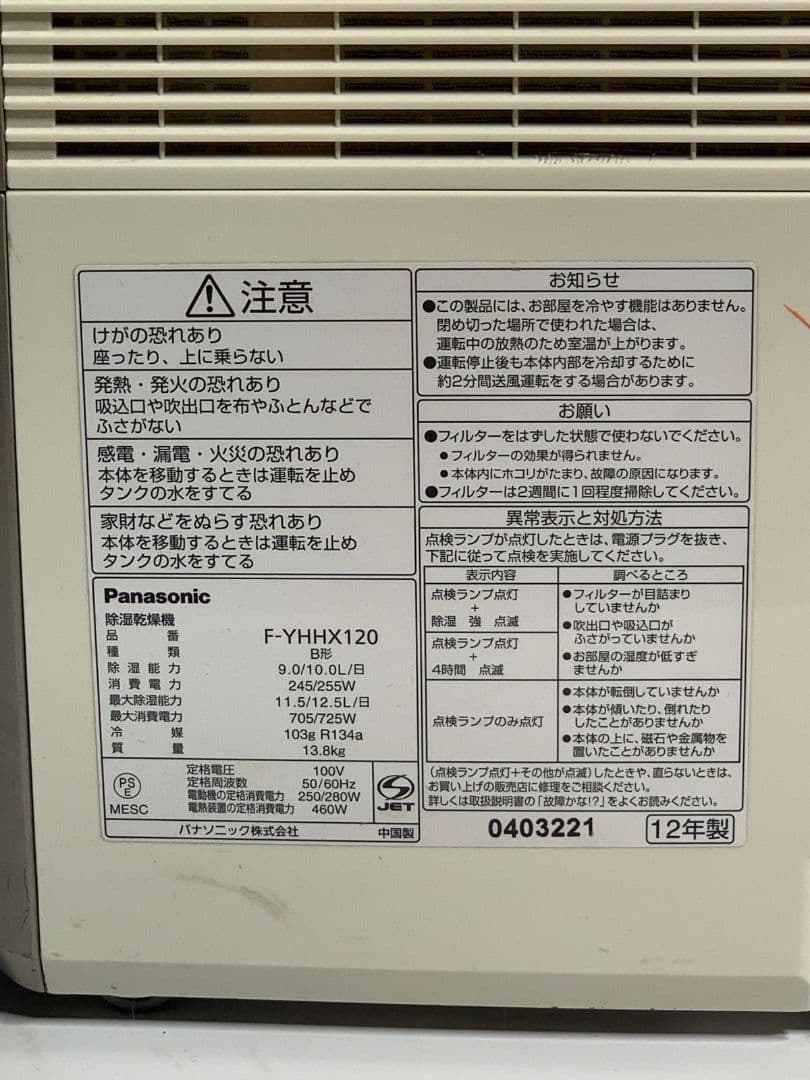 注意
けがの恐れあり
座ったり、上に乗らない
発熱・発火の恐れあり
吸込口や吹出口を布やふとんなどで
ふさがない
感電・漏電・火災の恐れあり
本体を移動するときは運転を止め
タンクの水をすてる
家財などをぬらす恐れあり
本体を移動するときは運転を止め
タンクの水をすてる
Panasonic
除湿乾燥機
品番 F-YHHX120
種類 B形
除湿能力 9.0/10.0L/日
消費電力 245/255W
最大除湿能力 11.5/12.5L/日
最大消費電力 705/725W
冷媒 103g R134a
質量 13.8kg
PS
E
MESC
定格電圧 100V
定格周波数 50/60Hz
電動機の定格消費電力 250/280W
電熱装置の定格消費電力 460W
JET
パナソニック株式会社 中国製
お知らせ
●この製品には、お部屋を冷やす機能はありません。
閉め切った場所で使われた場合は、
運転中の放熱のため室温が上がります。
●運転停止後も本体内部を冷却するために
約2分間送風運転をする場合があります。
お願い
●フィルターをはずした状態で使わないでください。
●フィルターの効果が得られません。
●本体内にホコリがたまり、故障の原因になります。
●フィルターは2週間に1回程度掃除してください。
異常表示と対処方法
点検ランプが点灯したときは、電源プラグを抜き、
下記に従って点検を実施してください。
表示内容 調べるところ
点検ランプ点灯
+
除湿 強 点滅
点検ランプ点灯
+
4時間 点滅
●フィルターが目詰まり
していませんか
●吹出口や吸込口が
ふさがっていませんか
●お部屋の湿度が低すぎ
ませんか
点検ランプのみ点灯
●本体が転倒していませんか
●本体が傾いたり、倒れたり
したことがありませんか
●本体の上に、磁石や金属物を
置いたことがありませんか
(点検ランプ点灯+その他が点滅)したときや、直らないときは、
お買い上げの販売店に修理をご相談ください。
詳しくは取扱説明書の「故障かな!?」をよくお読みください。
0403221 12年製